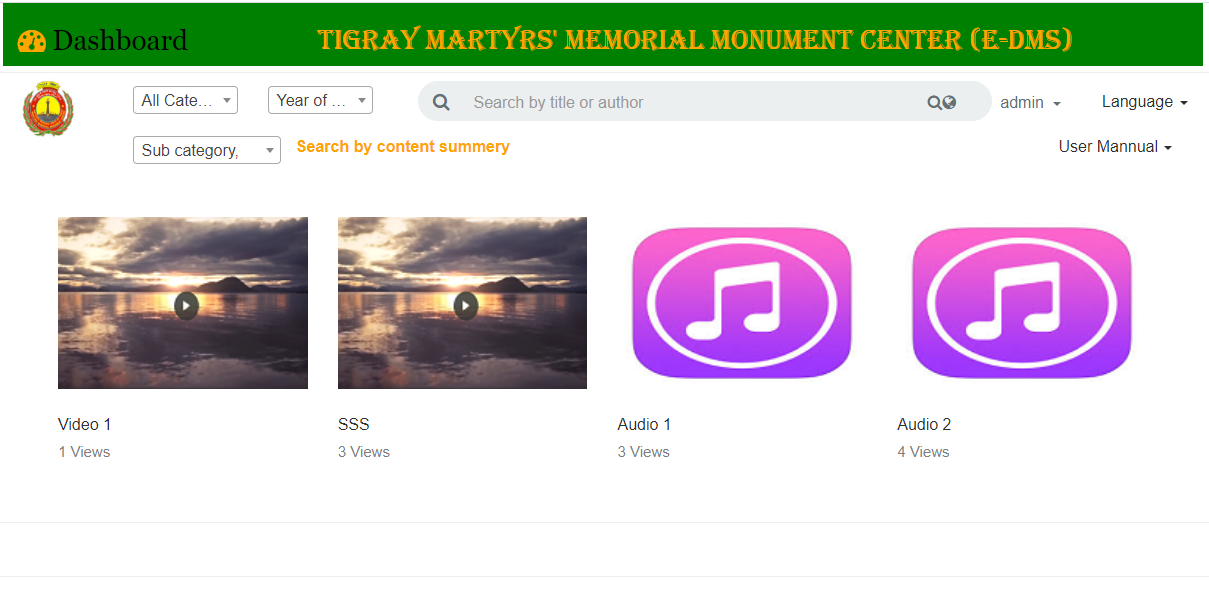 Dashboard
TIGRAY MARTYRS' MEMORIAL MONUMENT CENTER (E-DMS)
All Cate...
Year of ...
Search by title or author
admin
Language
Sub category,
Search by content summery
User Mannual
Video 1
SSS
Audio 1
Audio 2
1 Views
3 Views
3 Views
4 Views